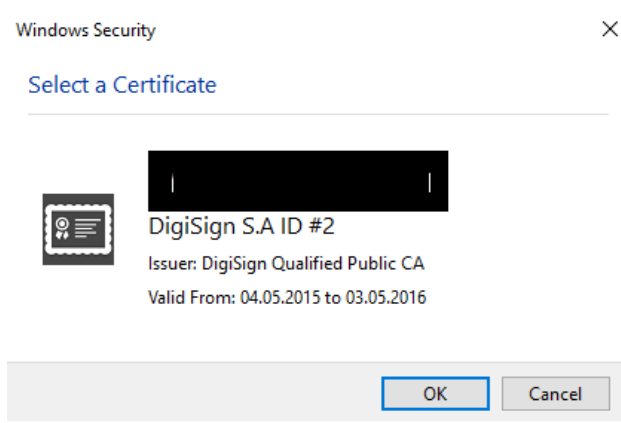 Windows Security
Select a Certificate
DigiSign S.A ID #2
Issuer: DigiSign Qualified Public CA
Valid From: 04.05.2015 to 03.05.2016
OK
Cancel